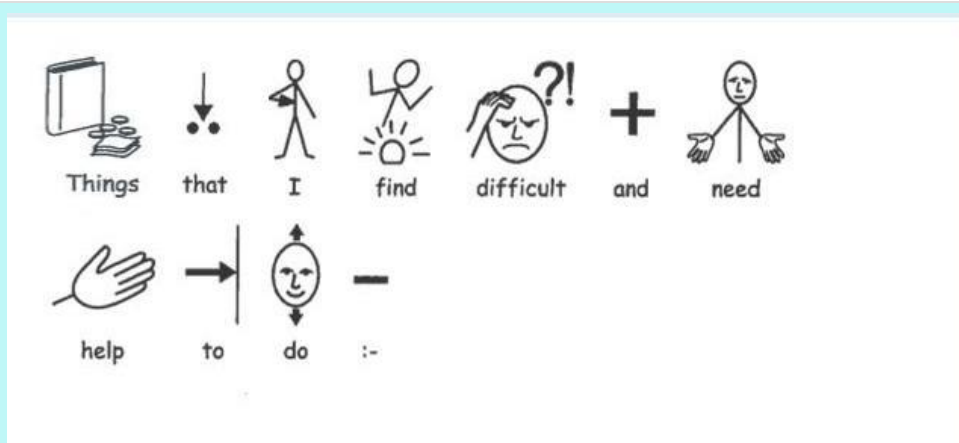 Things that I find difficult and need
help to do :-